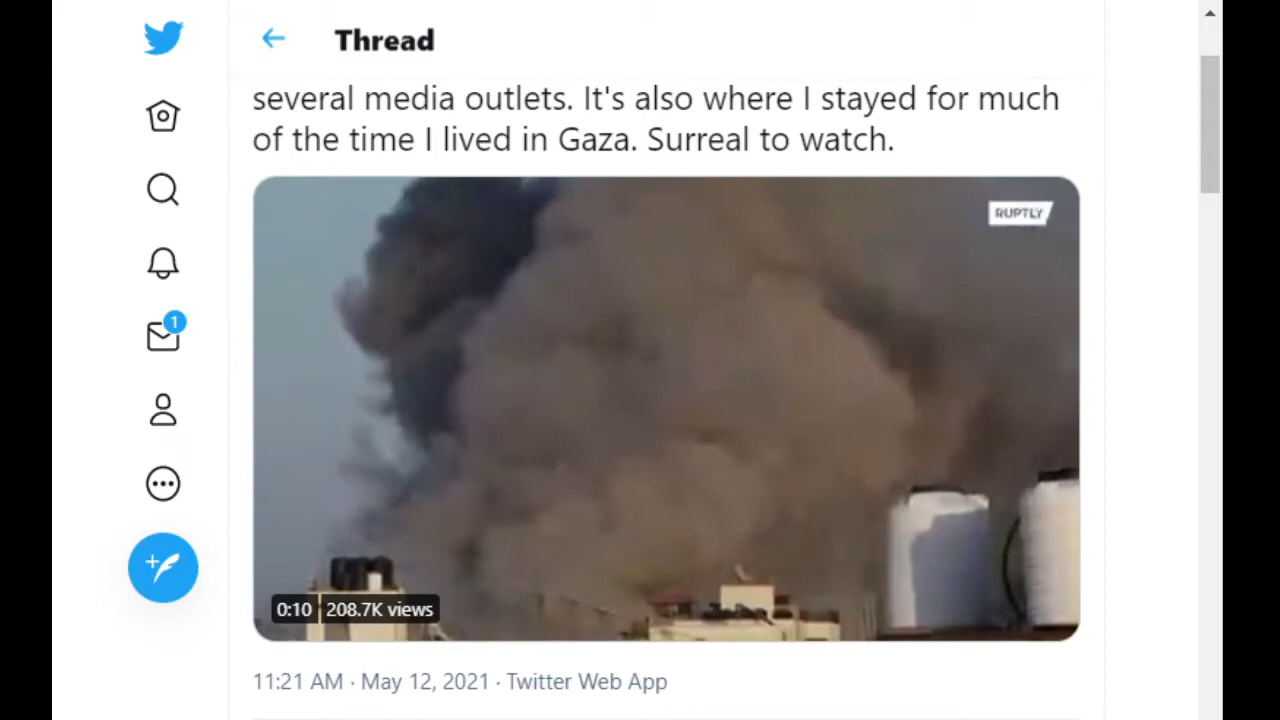 Thread
several media outlets. It's also where I stayed for much
of the time I lived in Gaza. Surreal to watch.
RUPTLY
1
0:10 208.7K views
11:21 AM · May 12, 2021 · Twitter Web App